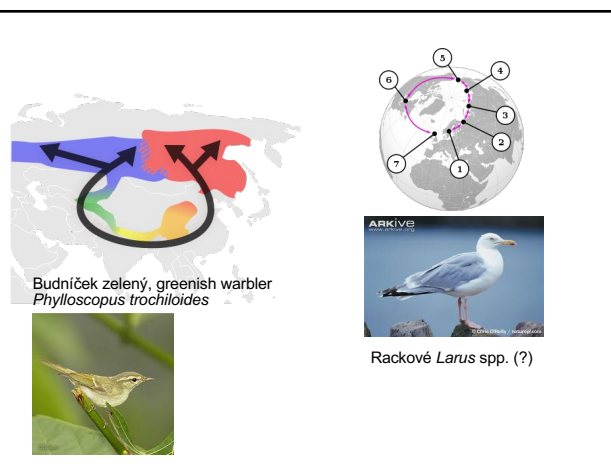 5
4
6
3
2
7
1
ARKive
www.arkive.org
Budníček zelený, greenish warbler
Phylloscopus trochiloides
Rackové Larus spp. (?)